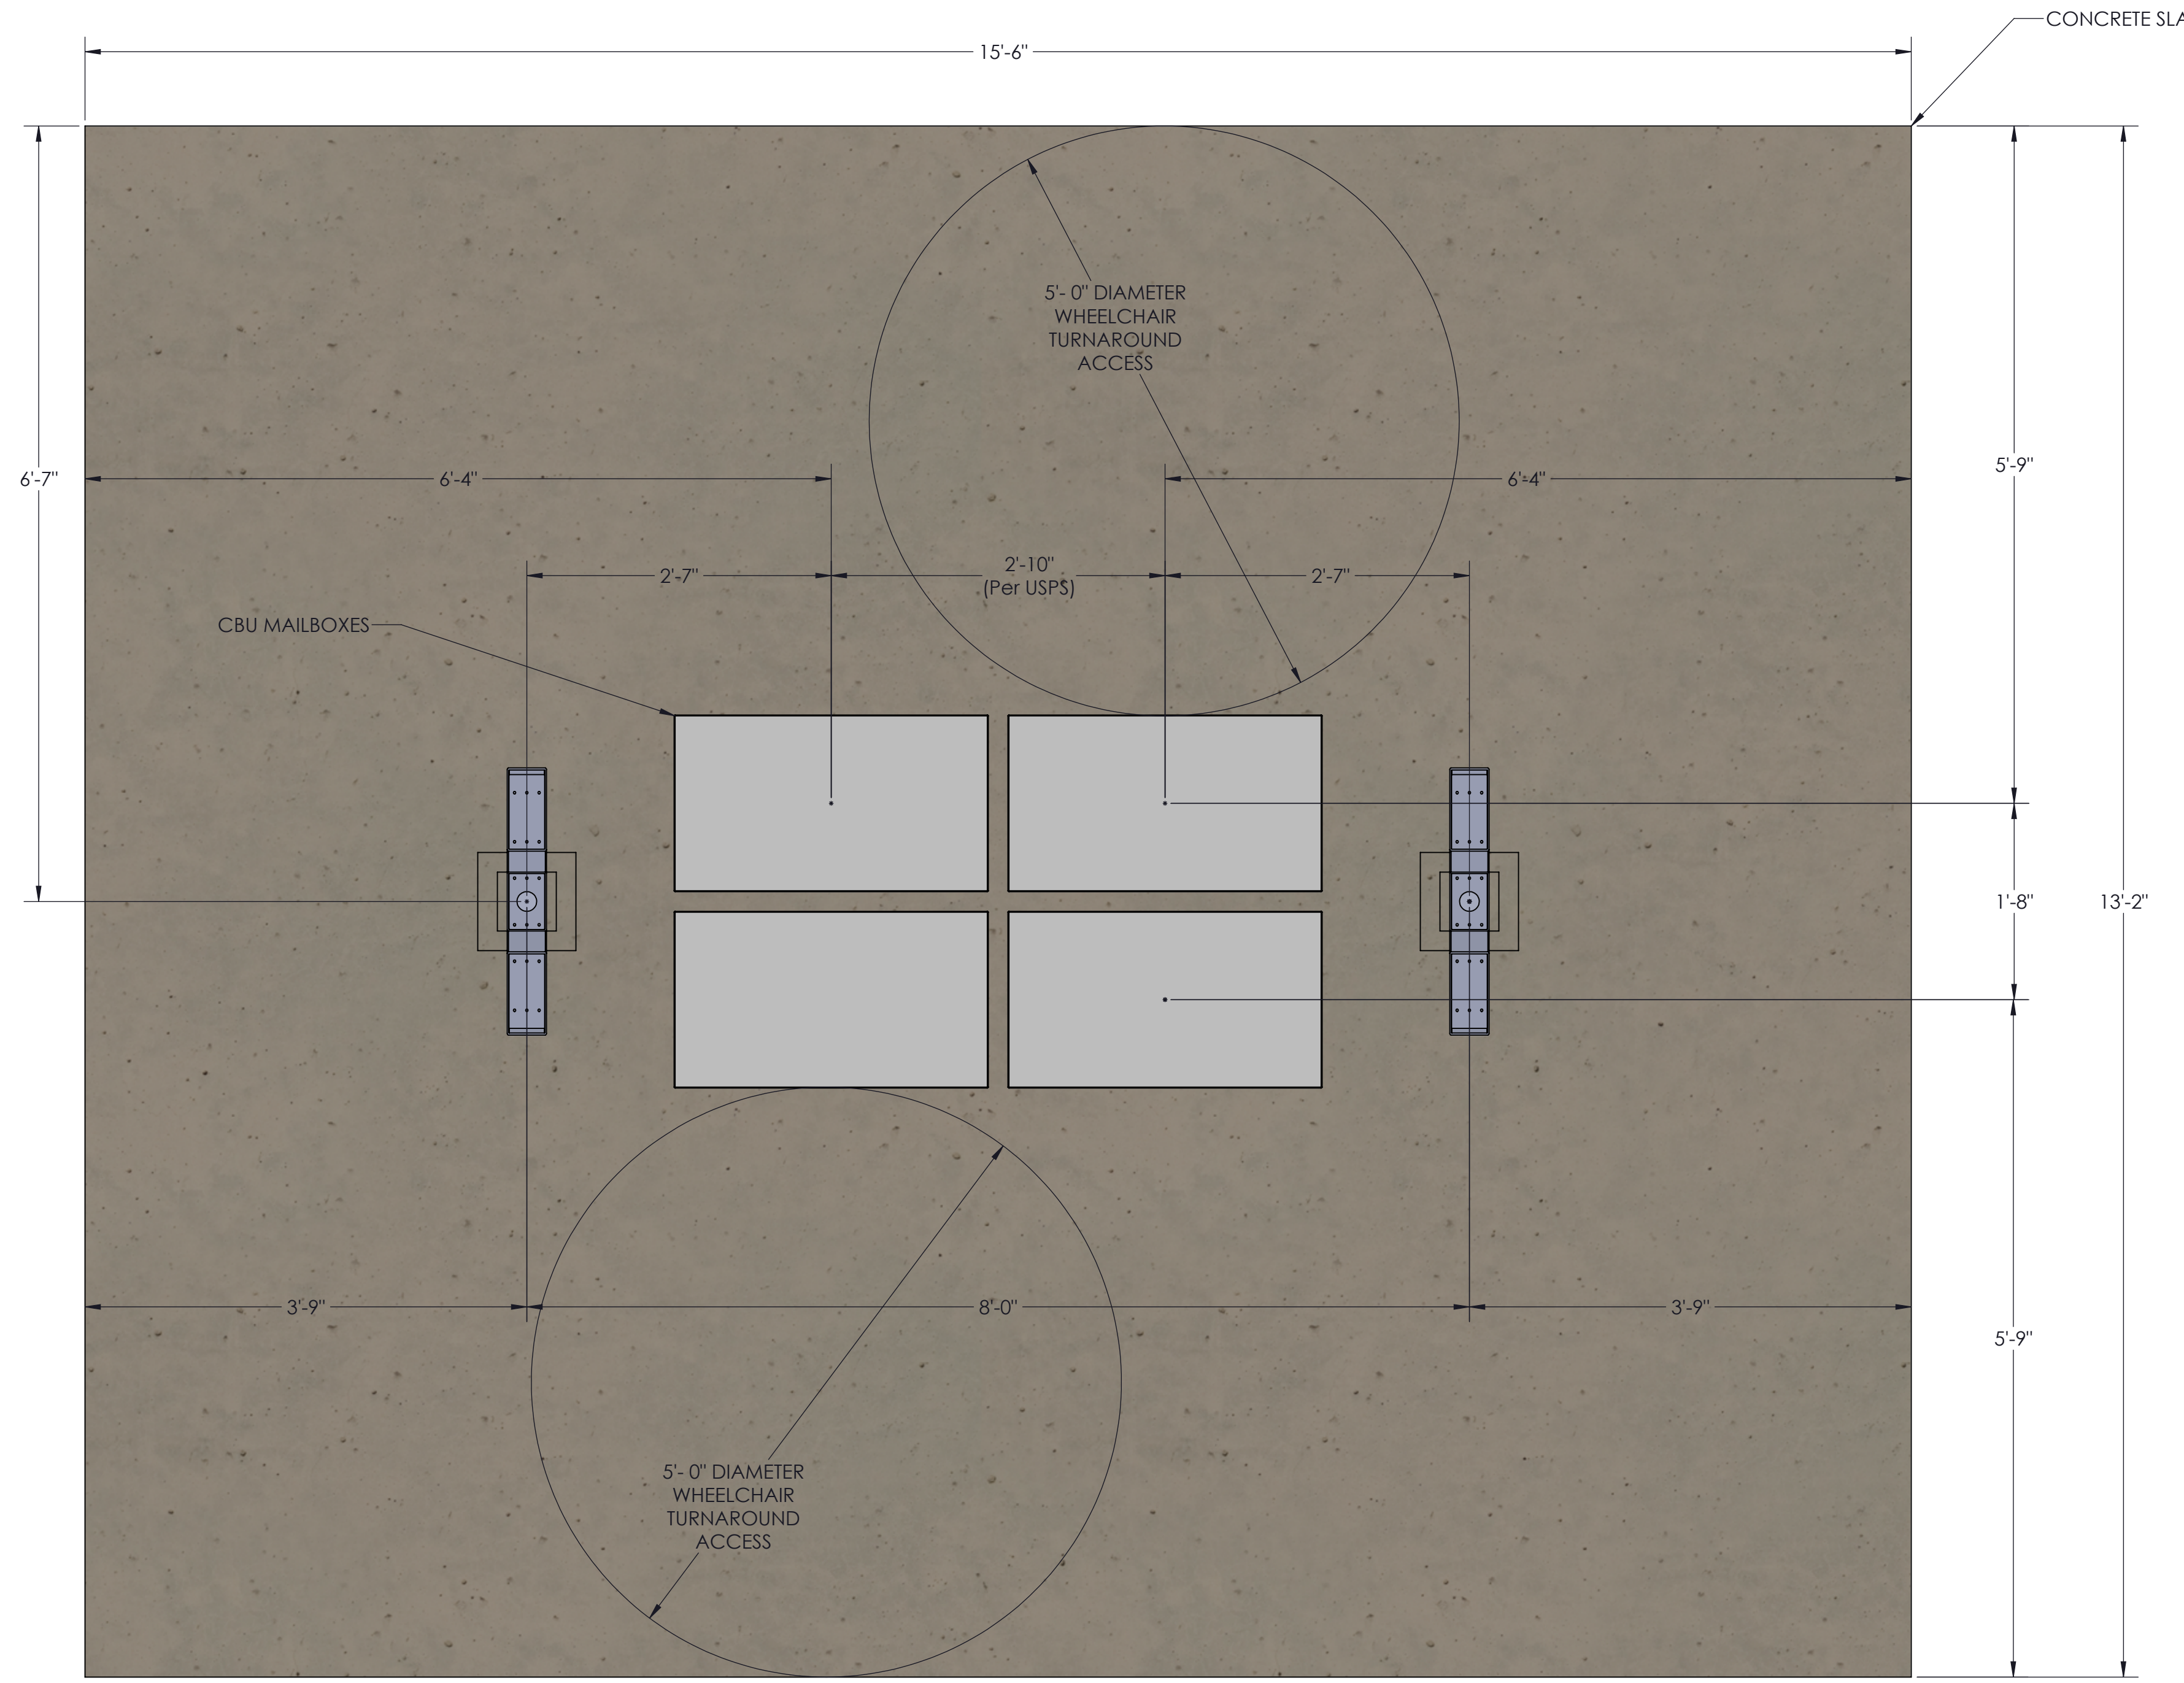 CONCRETE SLA
15'-6"
5'- 0" DIAMETER
WHEELCHAIR
TURNAROUND
ACCESS
6'-7"
6'-4"
6'-4"
5'-9"
2'-7"
2'-10"
(Per USPS)
2'-7"
CBU MAILBOXES
1'-8"
13'-2"
3'-9"
8'-0"
3'-9"
5'-9"
5'- 0" DIAMETER
WHEELCHAIR
TURNAROUND
ACCESS